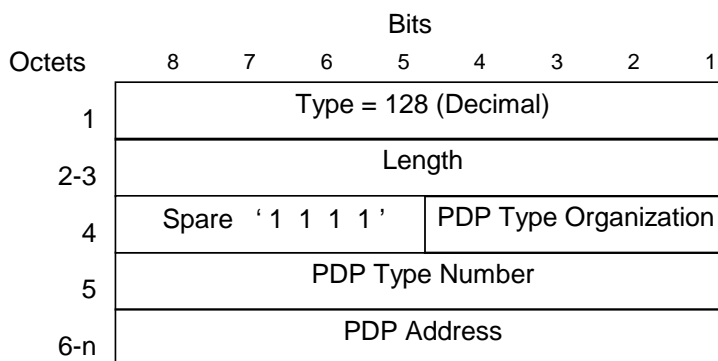 Bits
Octets 8 7 6 5 4 3 2 1
1 Type = 128 (Decimal)
2-3 Length
4 Spare ‘ 1 1 1 1 ’ PDP Type Organization
5 PDP Type Number
6-n PDP Address